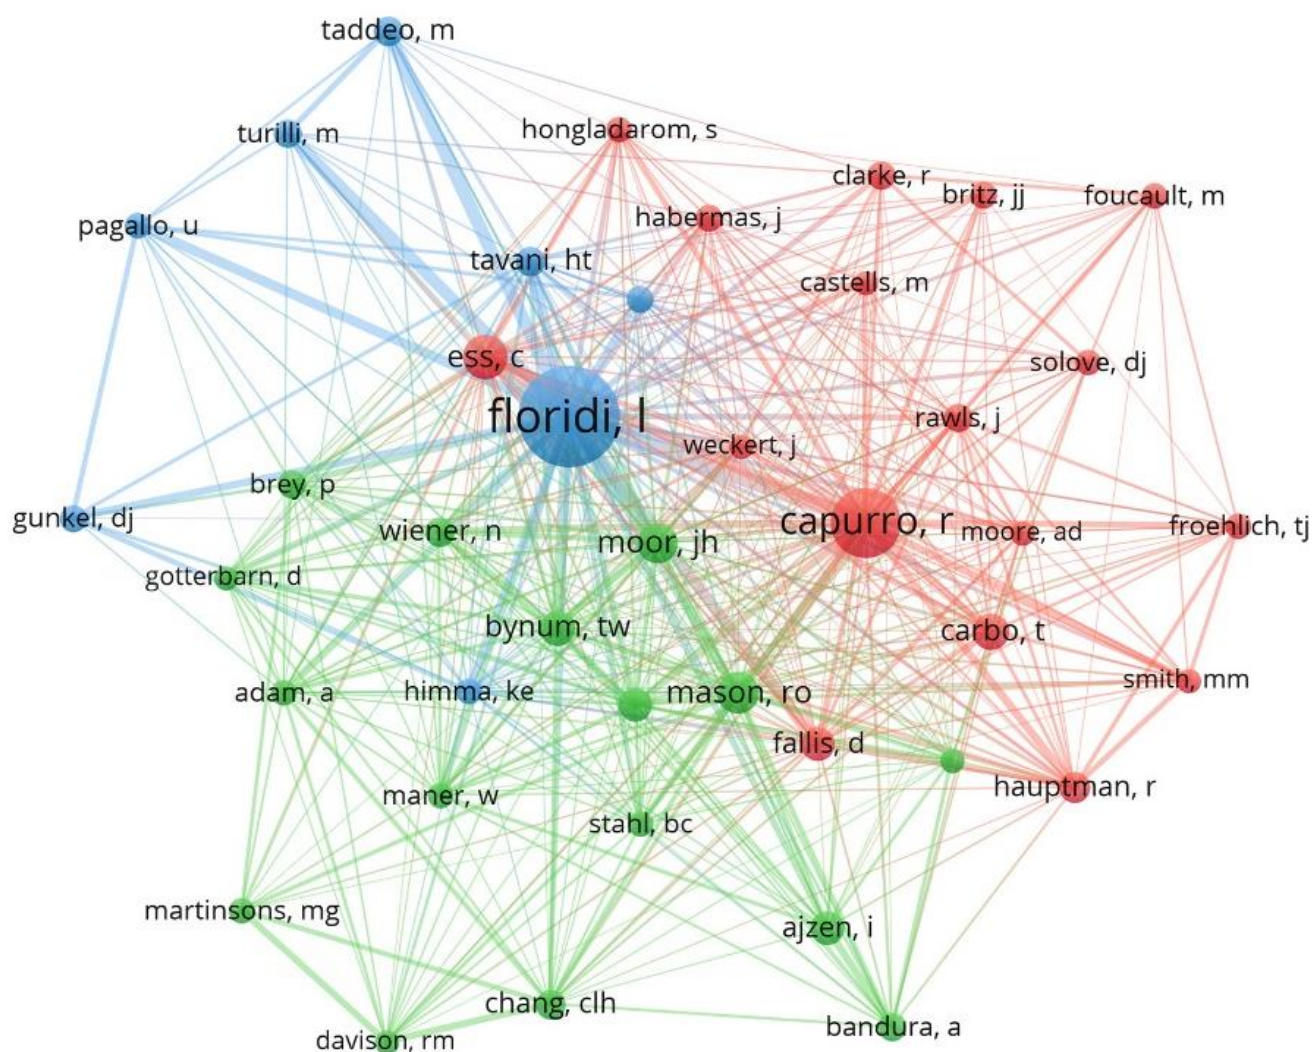 taddeo, m
turilli, m
hongladarom, s
clarke, r
britz, jj
foucault, m
pagallo, u
habermas, j
tavani, ht
castells, m
ess, c
solove, dj
floridi, l
rawls, j
weckert, j
brey, p
gunkel, dj
wiener, n
moor, jh
capurro, r
moore, ad
froehlich, tj
gotterbarn, d
bynum, tw
carbo, t
adam, a
himma, ke
mason, ro
smith, mm
fallis, d
maner, w
hauptman, r
stahl, bc
martinsons, mg
ajzen, i
chang, clh
bandura, a
davison, rm